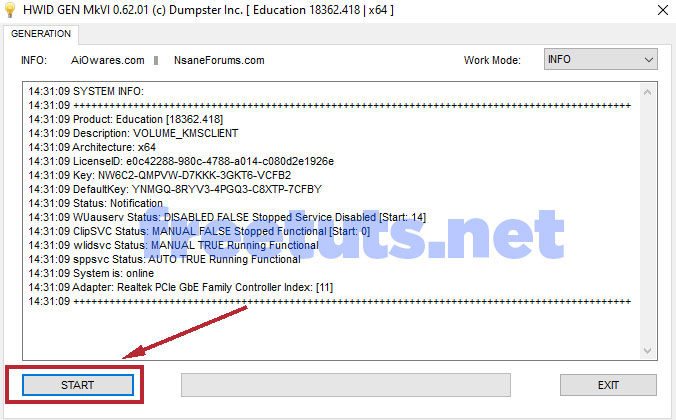 HWID GEN MkVI 0.62.01 (c) Dumpster Inc. [ Education 18362.418 | x64 ]
GENERATION
INFO: AiOwares.com NsaneForums.com Work Mode: INFO
14:31:09 SYSTEM INFO:
14:31:09 ++++++++++++++++++++++++++++++++++++++++++++++++++++++++++++++++++++++++++++++++++++++++
14:31:09 Product: Education [18362.418]
14:31:09 Description: VOLUME_KMSCLIENT
14:31:09 Architecture: x64
14:31:09 LicenseID: e0c42288-980c-4788-a014-c080d2e1926e
14:31:09 Key: NW6C2-QMPVW-D7KKK-3GKT6-VCFB2
14:31:09 DefaultKey: YNMGQ-8RYV3-4PGQ3-C8XTP-7CFBY
14:31:09 Status: Notification
14:31:09 WUauserv Status: DISABLED FALSE Stopped Service Disabled [Start: 14]
14:31:09 ClipSVC Status: MANUAL FALSE Stopped Functional [Start: 0]
14:31:09 wlidsvc Status: MANUAL TRUE Running Functional
14:31:09 sppsvc Status: AUTO TRUE Running Functional
14:31:09 System is: online
14:31:09 Adapter: Realtek PCIe GbE Family Controller Index: [11]
14:31:09 ++++++++++++++++++++++++++++++++++++++++++++++++++++++++++++++++++++++++++++++++++++++++
freetuts.net
START EXIT